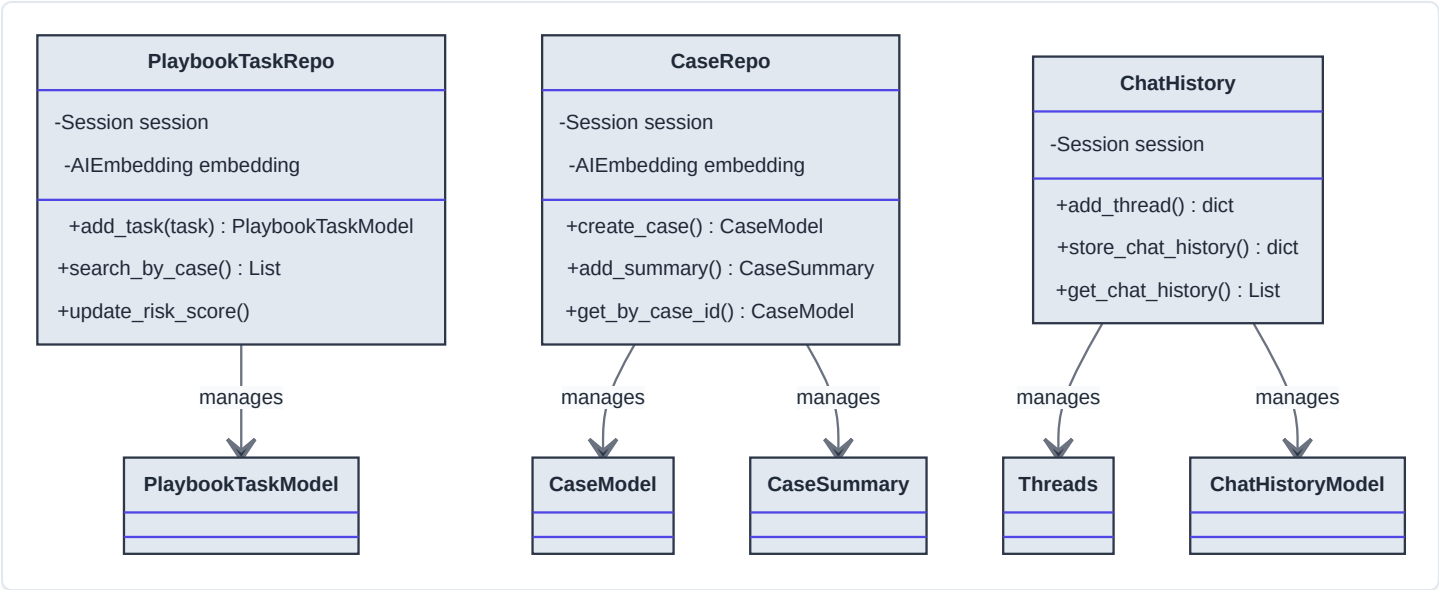 PlaybookTaskRepo
-Session session
-AIEmbedding embedding
+add_task(task) : PlaybookTaskModel
+search_by_case() : List
+update_risk_score()
CaseRepo
-Session session
-AIEmbedding embedding
+create_case() : CaseModel
+add_summary() : CaseSummary
+get_by_case_id() : CaseModel
ChatHistory
-Session session
+add_thread() : dict
+store_chat_history() : dict
+get_chat_history() : List
manages
manages
manages
manages
manages
PlaybookTaskModel
CaseModel
CaseSummary
Threads
ChatHistoryModel